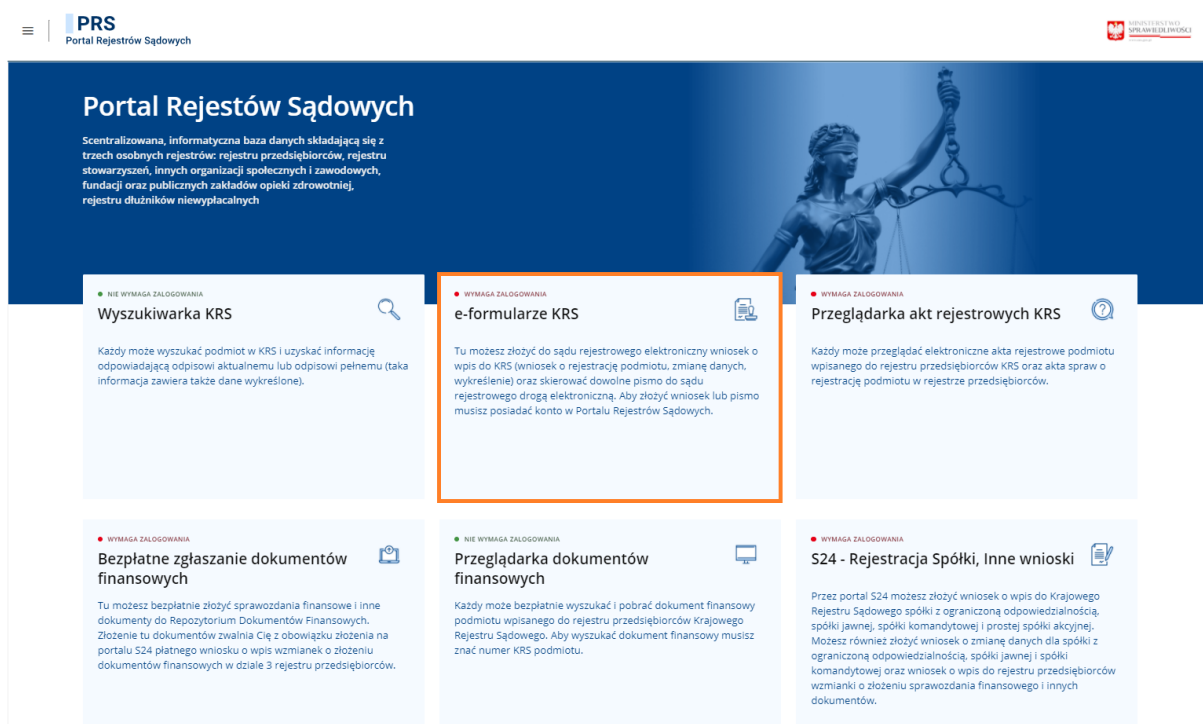 PRS
Portal Rejestrów Sądowych
MINISTERSTWO
SPRAWIEDLIWOŚCI
Portal Rejestów Sądowych
Scentralizowana, informatyczna baza danych składającą się z
trzech osobnych rejestrów: rejestru przedsiębiorców, rejestru
stowarzyszeń, innych organizacji społecznych i zawodowych,
fundacji oraz publicznych zakładów opieki zdrowotniej,
rejestru dłużników niewypłacalnych
NIE WYMAGA ZALOGOWANIA
Wyszukiwarka KRS
Każdy może wyszukać podmiot w KRS i uzyskać informację
odpowiadającą odpisowi aktualnemu lub odpisowi pełnemu (taka
informacja zawiera także dane wykreślone).
WYMAGA ZALOGOWANIA
e-formularze KRS
Tu możesz złożyć do sądu rejestrowego elektroniczny wniosek o
wpis do KRS (wniosek o rejestrację podmiotu, zmianę danych,
wykreślenie) oraz skierować dowolne pismo do sądu
rejestrowego drogą elektroniczną. Aby złożyć wniosek lub pismo
musisz posiadać konto w Portalu Rejestrów Sądowych.
WYMAGA ZALOGOWANIA
Przeglądarka akt rejestrowych KRS
Każdy może przeglądać elektroniczne akta rejestrowe podmiotu
wpisanego do rejestru przedsiębiorców KRS oraz akta spraw o
rejestrację podmiotu w rejestrze przedsiębiorców.
WYMAGA ZALOGOWANIA
Bezpłatne zgłaszanie dokumentów
finansowych
Tu możesz bezpłatnie złożyć sprawozdania finansowe i inne
dokumenty do Repozytorium Dokumentów Finansowych.
Złożenie tu dokumentów zwalnia Cię z obowiązku złożenia na
portalu S24 płatnego wniosku o wpis wzmianek o złożeniu
dokumentów finansowych w dziale 3 rejestru przedsiębiorców.
NIE WYMAGA ZALOGOWANIA
Przeglądarka dokumentów
finansowych
Każdy może bezpłatnie wyszukać i pobrać dokument finansowy
podmiotu wpisanego do rejestru przedsiębiorców Krajowego
Rejestru Sądowego. Aby wyszukać dokument finansowy musisz
znać numer KRS podmiotu.
WYMAGA ZALOGOWANIA
S24 - Rejestracja Spółki, Inne wnioski
Przez portal S24 możesz złożyć wniosek o wpis do Krajowego
Rejestru Sądowego spółki z ograniczoną odpowiedzialnością,
spółki jawnej, spółki komandytowej i prostej spółki akcyjnej.
Możesz również złożyć wniosek o zmianę danych dla spółki z
ograniczoną odpowiedzialnością, spółki jawnej i spółki
komandytowej oraz wniosek o wpis do rejestru przedsiębiorców
wzmianki o złożeniu sprawozdania finansowego i innych
dokumentów.